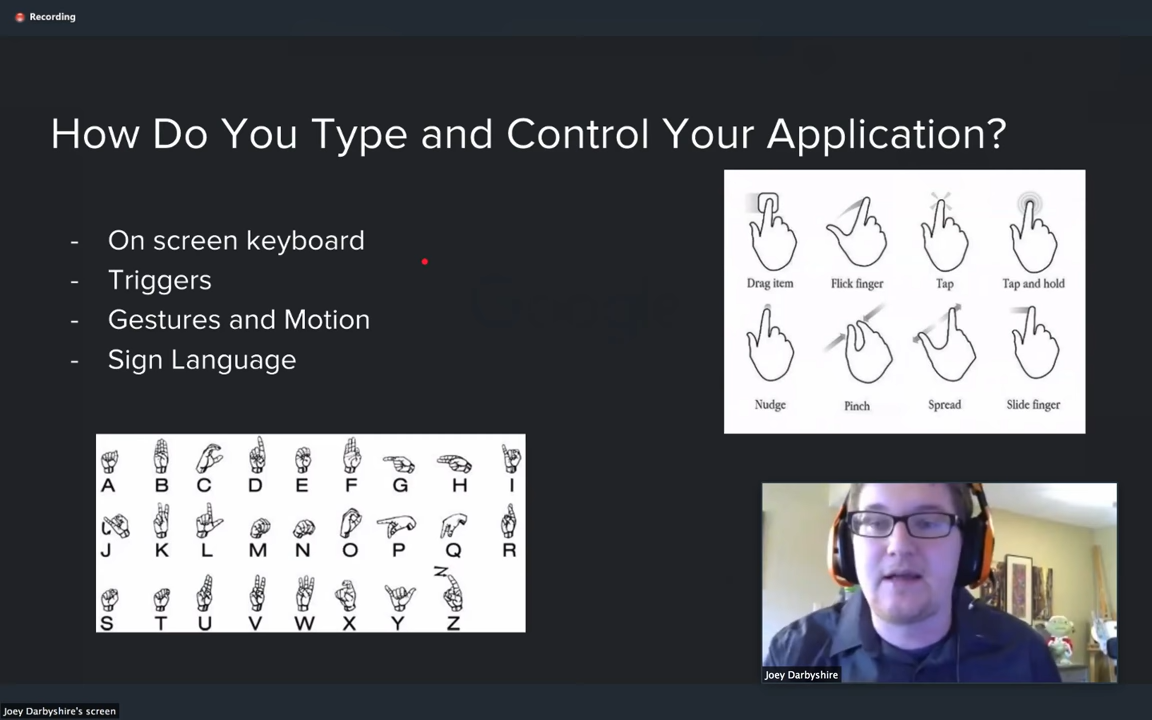 Recording
How Do You Type and Control Your Application?
- On screen keyboard
- Triggers
- Gestures and Motion
- Sign Language
Drag item Flick finger Tap Tap and hold
Nudge Pinch Spread Slide finger
A B C D E F G H I
J K L M N O P Q R
S T U V W X Y Z
Joey Darbyshire
Joey Darbyshire's screen